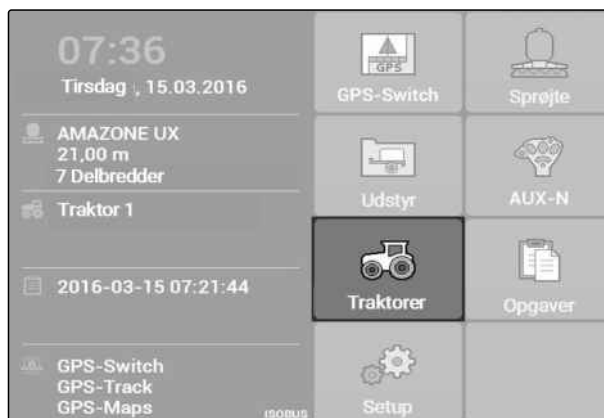 07:36
Tirsdag , 15.03.2016
AMAZONE UX
21,00 m
7 Delbredder
Traktor 1
2016-03-15 07:21:44
GPS-Switch
GPS-Track
GPS-Maps
ISOBUS
GPS
GPS-Switch
Sprøjte
Udstyr
AUX-N
Traktorer
Opgaver
Setup